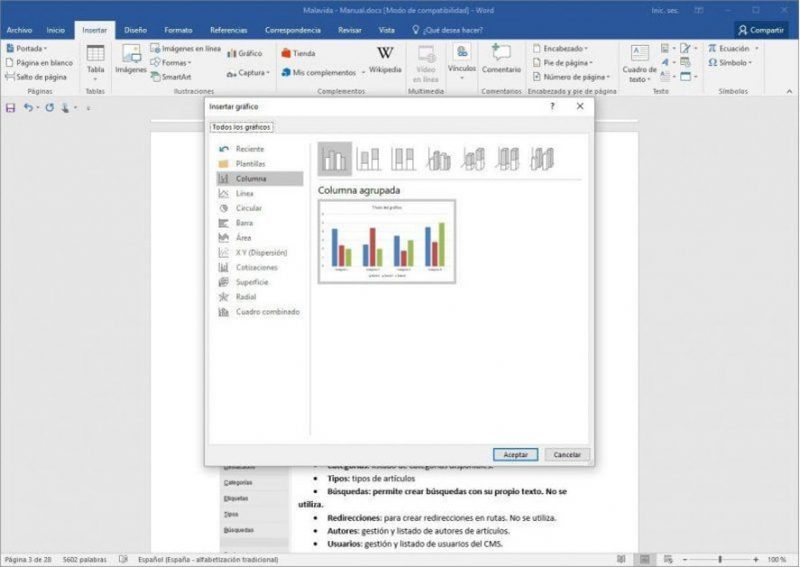 Malavida - Manual.docx [Modo de compatibilidad] - Word
Inic. ses.
Archivo Inicio Insertar Diseño Formato Referencias Correspondencia Revisar Vista ¿Qué desea hacer? Compartir
Portada
Página en blanco
Salto de página
Páginas
Tabla
Tablas
Imágenes
Imágenes en línea
Formas
SmartArt
Gráfico
Captura
Ilustraciones
Tienda
Mis complementos
W
Wikipedia
Complementos
Vídeo
en línea
Multimedia
Vínculos
Comentario
Comentarios
Encabezado
Pie de página
Número de página
Encabezado y pie de página
Cuadro de
texto
Texto
Ecuación
Símbolo
Símbolos
Insertar gráfico
Todos los gráficos
Reciente
Plantillas
Columna
Línea
Circular
Barra
Área
X Y (Dispersión)
Cotizaciones
Superficie
Radial
Cuadro combinado
Columna agrupada
Aceptar
Cancelar
Categorías
Etiquetas
Tipos
Búsquedas
Categorías: listado de categorías disponibles.
• Tipos: tipos de artículos
• Búsquedas: permite crear búsquedas con su propio texto. No se
utiliza.
• Redirecciones: para crear redirecciones en rutas. No se utiliza.
• Autores: gestión y listado de autores de artículos.
• Usuarios: gestión y listado de usuarios del CMS.
Página 3 de 28 5602 palabras Español (España - alfabetización tradicional) 100 %